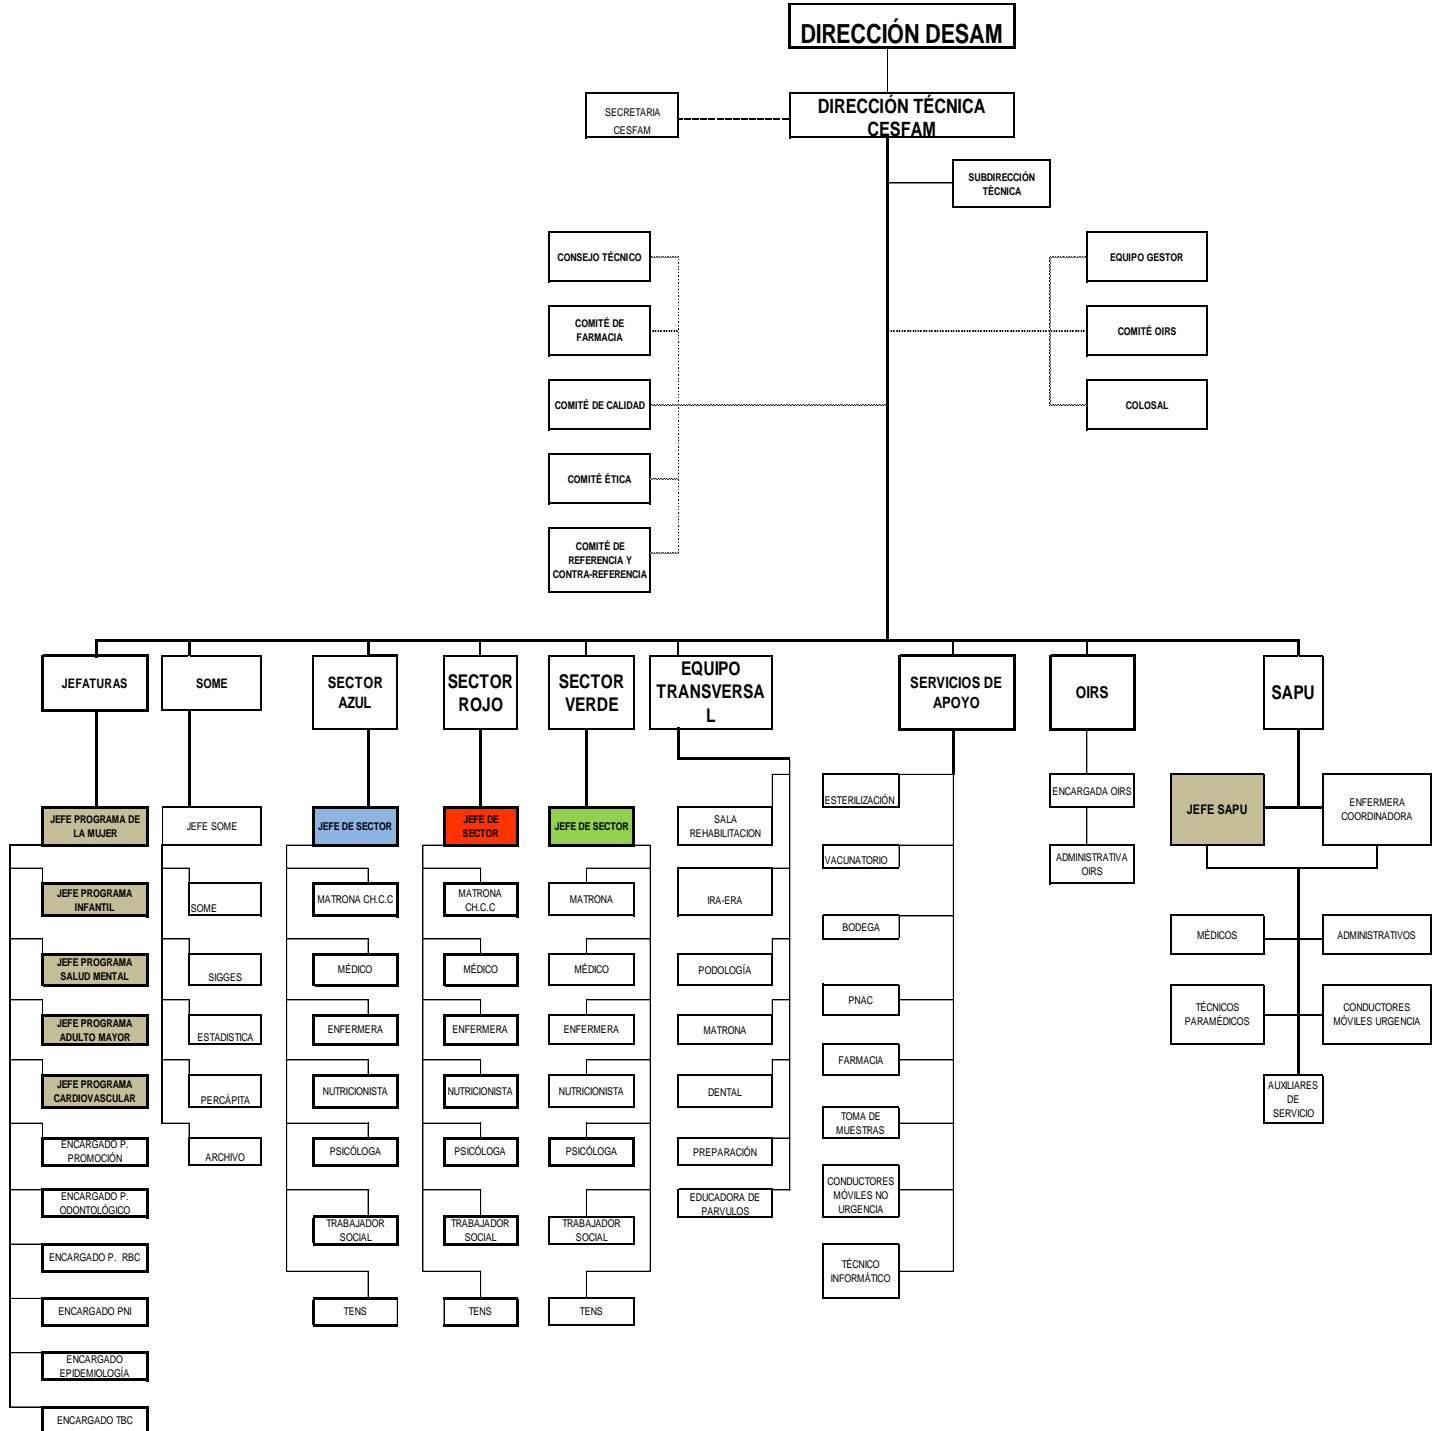 DIRECCIÓN DESAM
SECRETARIA
CESFAM
DIRECCIÓN TÉCNICA
CESFAM
SUBDIRECCIÓN
TÈCNICA
CONSEJO TÉCNICO
EQUIPO GESTOR
COMITÉ DE
FARMACIA
COMITÉ OIRS
COMITÉ DE CALIDAD
COLOSAL
COMITÉ ÉTICA
COMITÉ DE
REFERENCIA Y
CONTRA-REFERENCIA
JEFATURAS
SOME
SECTOR
AZUL
SECTOR
ROJO
SECTOR
VERDE
EQUIPO
TRANSVERSA
L
SERVICIOS DE
APOYO
OIRS
SAPU
JEFE PROGRAMA DE
LA MUJER
JEFE PROGRAMA
INFANTIL
JEFE PROGRAMA
SALUD MENTAL
JEFE PROGRAMA
ADULTO MAYOR
JEFE PROGRAMA
CARDIOVASCULAR
ENCARGADO P.
PROMOCIÓN
ENCARGADO P.
ODONTOLÓGICO
ENCARGADO P. RBC
ENCARGADO PNI
ENCARGADO
EPIDEMIOLOGÍA
ENCARGADO TBC
JEFE SOME
SOME
SIGGES
ESTADISTICA
PERCÁPITA
ARCHIVO
JEFE DE SECTOR
MATRONA CH.C.C
MÉDICO
ENFERMERA
NUTRICIONISTA
PSICÓLOGA
TRABAJADOR
SOCIAL
TENS
JEFE DE
SECTOR
MATRONA
CH.C.C
MÉDICO
ENFERMERA
NUTRICIONISTA
PSICÓLOGA
TRABAJADOR
SOCIAL
TENS
JEFE DE SECTOR
MATRONA
MÉDICO
ENFERMERA
NUTRICIONISTA
PSICÓLOGA
TRABAJADOR
SOCIAL
TENS
SALA
REHABILITACION
IRA-ERA
PODOLOGÍA
MATRONA
DENTAL
PREPARACIÓN
EDUCADORA DE
PARVULOS
ESTERILIZACIÓN
VACUNATORIO
BODEGA
PNAC
FARMACIA
TOMA DE
MUESTRAS
CONDUCTORES
MÓVILES NO
URGENCIA
TÉCNICO
INFORMÁTICO
ENCARGADA OIRS
ADMINISTRATIVA
OIRS
JEFE SAPU
ENFERMERA
COORDINADORA
MÉDICOS
ADMINISTRATIVOS
TÉCNICOS
PARAMÉDICOS
CONDUCTORES
MÓVILES URGENCIA
AUXILIARES
DE
SERVICIO